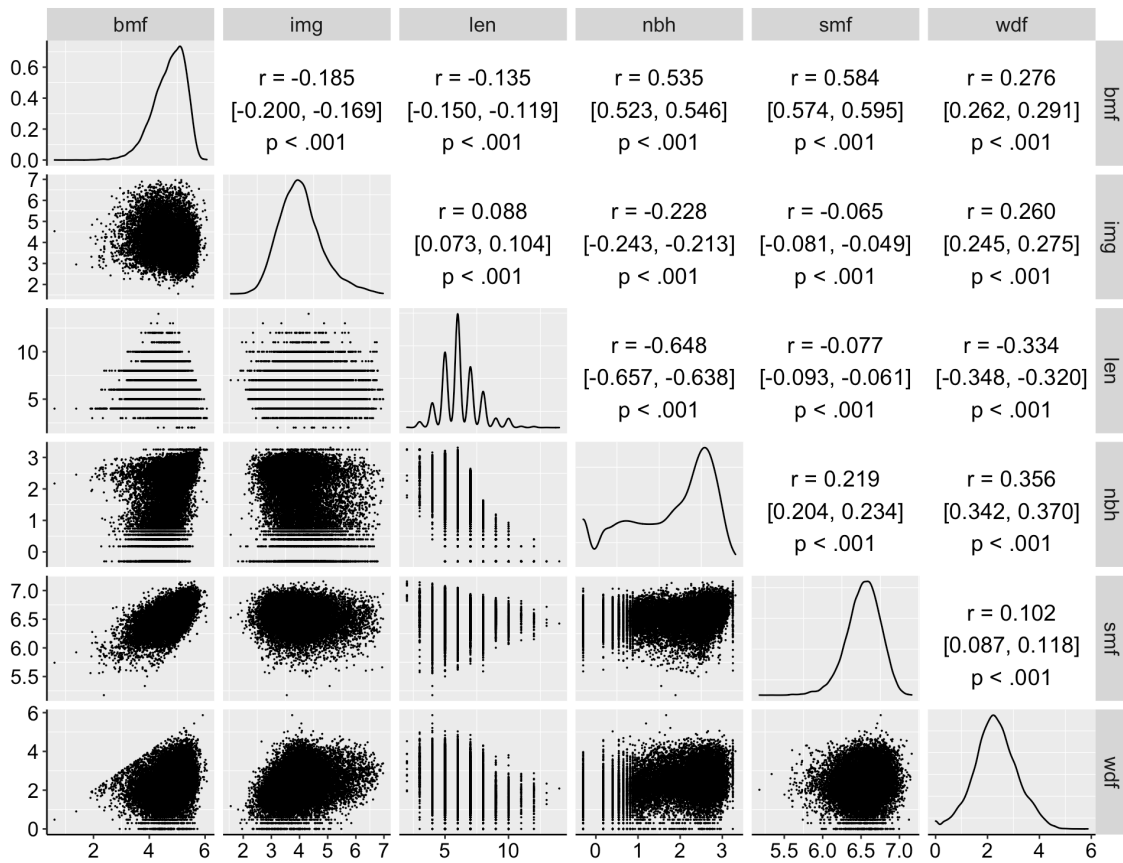 bmf img len nbh smf wdf
0.6
0.4
0.2
0.0
r = -0.185
[-0.200, -0.169]
p < .001
r = -0.135
[-0.150, -0.119]
p < .001
r = 0.535
[0.523, 0.546]
p < .001
r = 0.584
[0.574, 0.595]
p < .001
r = 0.276
[0.262, 0.291]
p < .001
bmf
7
6
5
4
3
2
r = 0.088
[0.073, 0.104]
p < .001
r = -0.228
[-0.243, -0.213]
p < .001
r = -0.065
[-0.081, -0.049]
p < .001
r = 0.260
[0.245, 0.275]
p < .001
img
10
5
r = -0.648
[-0.657, -0.638]
p < .001
r = -0.077
[-0.093, -0.061]
p < .001
r = -0.334
[-0.348, -0.320]
p < .001
len
3
2
1
0
r = 0.219
[0.204, 0.234]
p < .001
r = 0.356
[0.342, 0.370]
p < .001
nbh
7.0
6.5
6.0
5.5
r = 0.102
[0.087, 0.118]
p < .001
smf
6
4
2
0
wdf
2 4 6 2 3 4 5 6 7 5 10 0 1 2 3 5.5 6.0 6.5 7.0 0 2 4 6